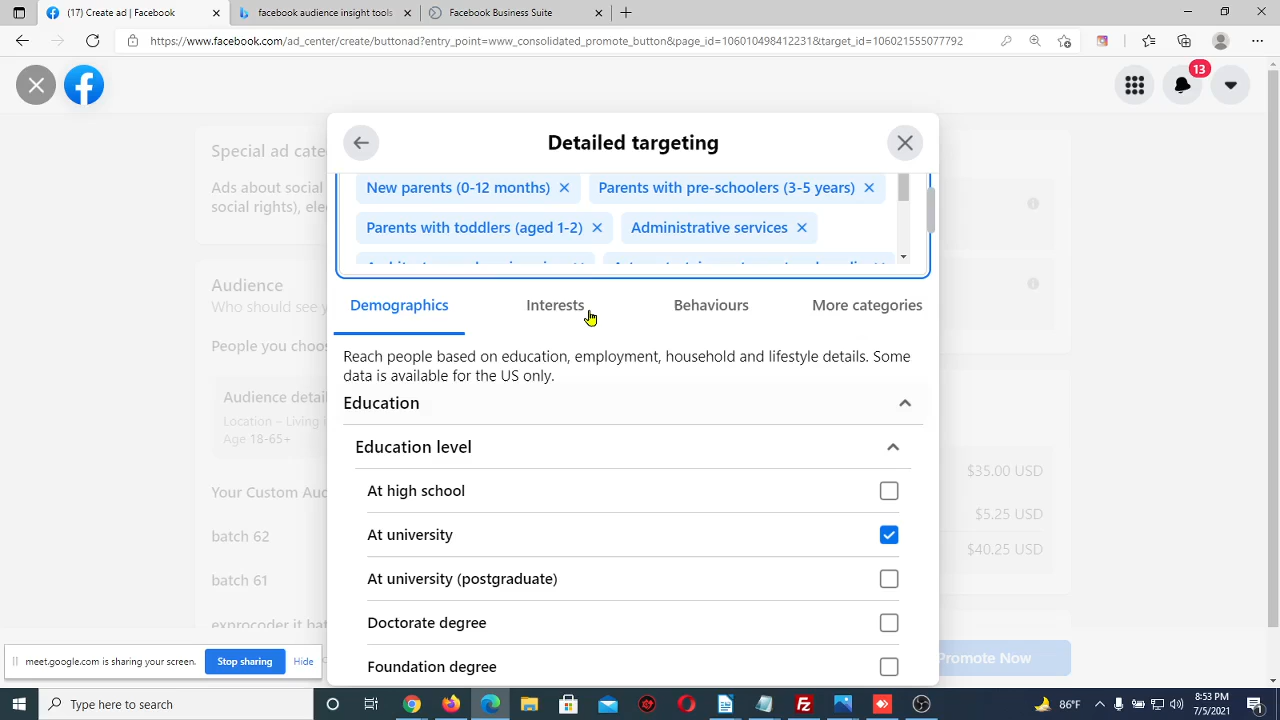 (17) Create ad | Facebook
facebook audience insights
Facebook Business Suite
https://www.facebook.com/ad_center/create/buttonad?entry_point=www_consolidated_promote_button&page_id=106010498412231&target_id=106021555077792
13
Detailed targeting
Special ad cate
Ads about social
social rights), ele
New parents (0-12 months)
Parents with pre-schoolers (3-5 years)
Parents with toddlers (aged 1-2)
Administrative services
Audience
Who should see y
People you choos
Demographics
Interests
Behaviours
More categories
Reach people based on education, employment, household and lifestyle details. Some
data is available for the US only.
Audience detai
Location – Living i
Age 18-65+
Education
Education level
At high school
At university
At university (postgraduate)
Doctorate degree
Foundation degree
$35.00 USD
$5.25 USD
$40.25 USD
Your Custom Aud
batch 62
batch 61
exprocoder it bat
meet.google.com is sharing your screen.
Stop sharing
Hide
Promote Now
Type here to search
86°F
8:53 PM
7/5/2021